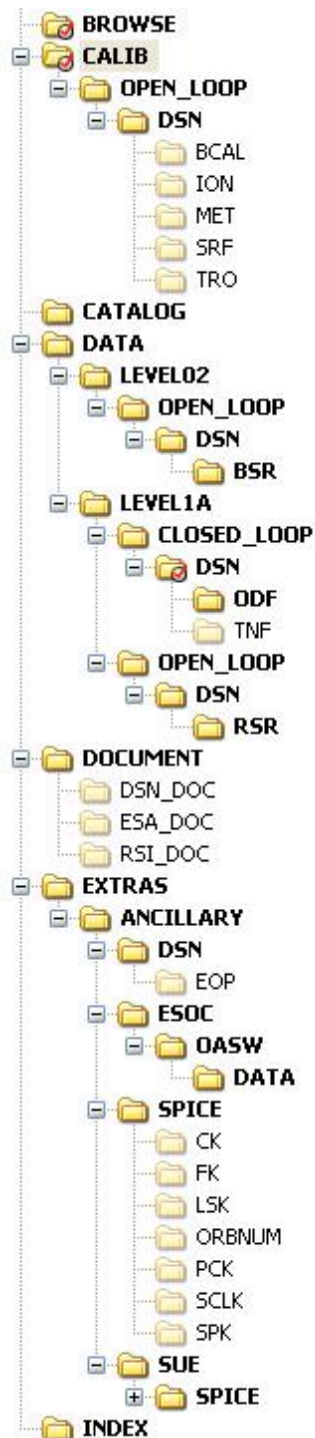 BROWSE
CALIB
OPEN_LOOP
DSN
BCAL
ION
MET
SRF
TRO
CATALOG
DATA
LEVEL02
OPEN_LOOP
DSN
BSR
LEVEL1A
CLOSED_LOOP
DSN
ODF
TNF
OPEN_LOOP
DSN
RSR
DOCUMENT
DSN_DOC
ESA_DOC
RSI_DOC
EXTRAS
ANCILLARY
DSN
EOP
ESOC
OASW
DATA
SPICE
CK
FK
LSK
ORBNUM
PCK
SCLK
SPK
SUE
SPICE
INDEX